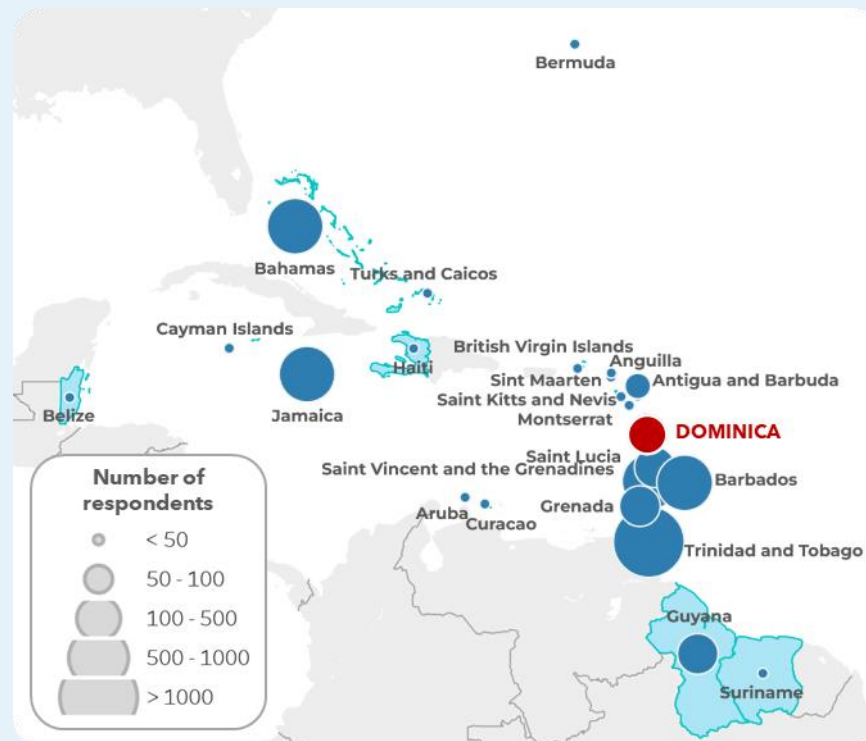 Bermuda
Bahamas
Turks and Caicos
Cayman Islands
Haiti
British Virgin Islands
Anguilla
Sint Maarten
Antigua and Barbuda
Saint Kitts and Nevis
Montserrat
Belize
Jamaica
DOMINICA
Saint Lucia
Saint Vincent and the Grenadines
Barbados
Grenada
Aruba
Curacao
Trinidad and Tobago
Guyana
Suriname
Number of
respondents
< 50
50 - 100
100 - 500
500 - 1000
> 1000